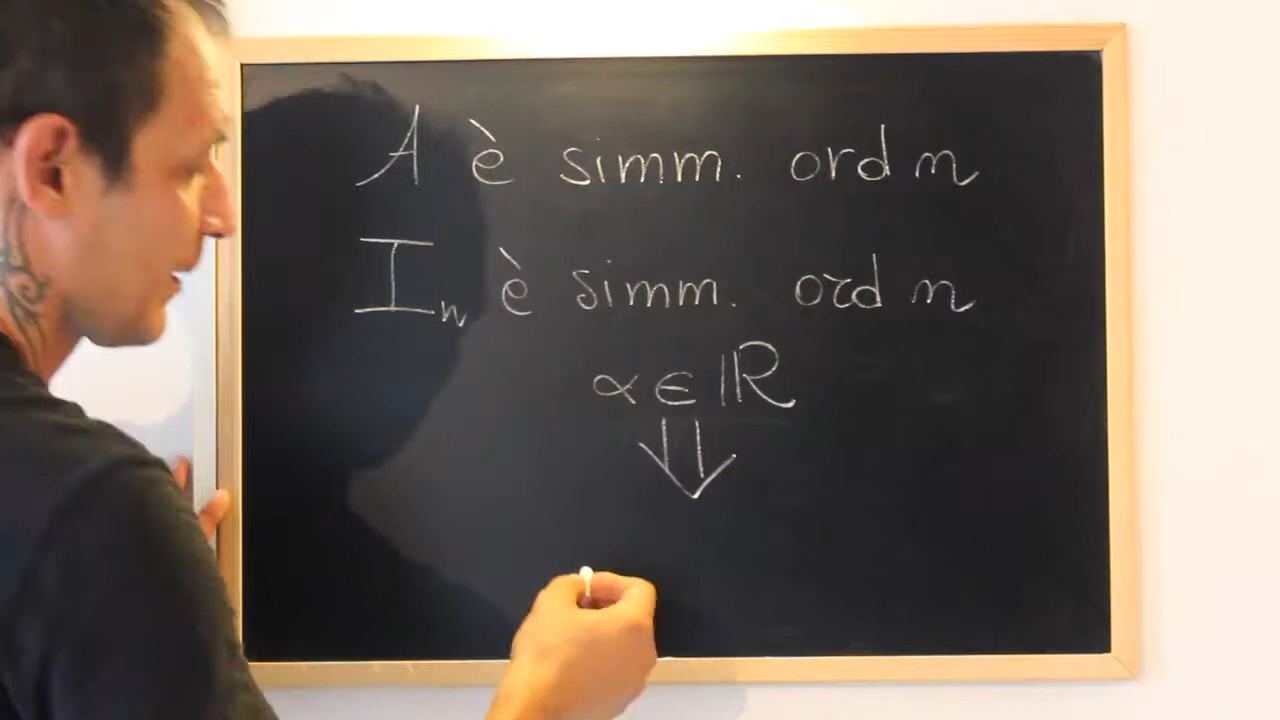 A è simm. ord n
Iₙ è simm. ord n
α ∈ ℝ
⇓